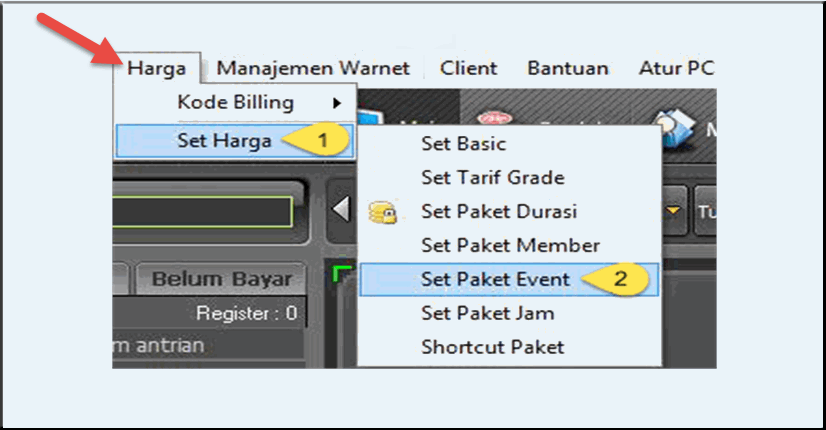 Harga Manajemen Warnet Client Bantuan Atur PC
Kode Billing
Set Harga 1
Set Basic
Set Tarif Grade
Set Paket Durasi
Set Paket Member
Set Paket Event 2
Set Paket Jam
Shortcut Paket
Belum Bayar
Register : 0
antrian